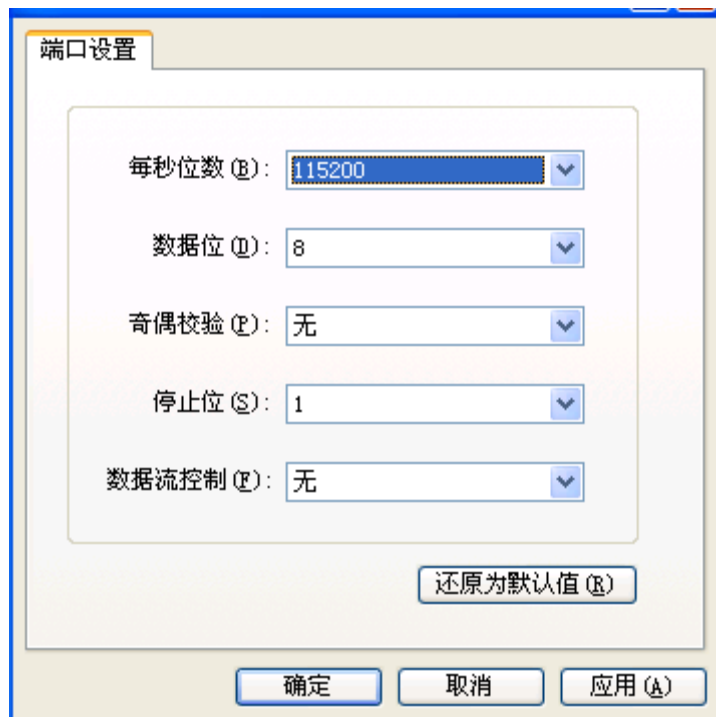 端口设置
每秒位数(B): 115200
数据位(D): 8
奇偶校验(P): 无
停止位(S): 1
数据流控制(F): 无
还原为默认值(R)
确定 取消 应用(A)